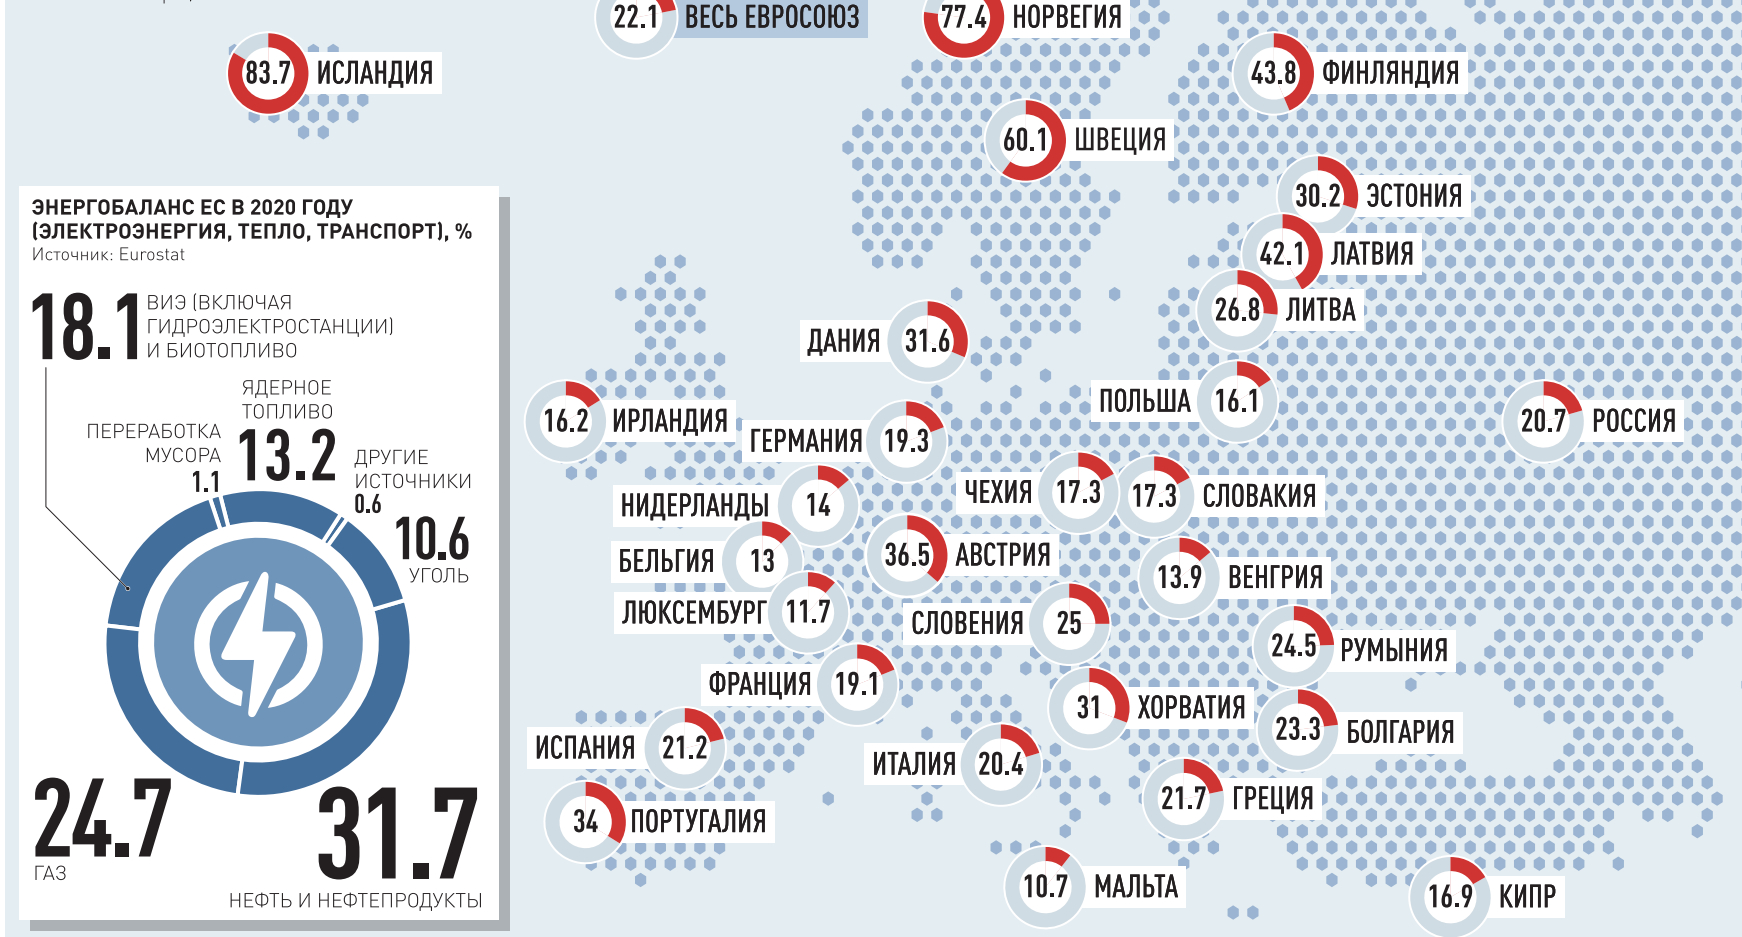 22.1 ВЕСЬ ЕВРОСОЮЗ
77.4 НОРВЕГИЯ
83.7 ИСЛАНДИЯ
43.8 ФИНЛЯНДИЯ
60.1 ШВЕЦИЯ
30.2 ЭСТОНИЯ
42.1 ЛАТВИЯ
26.8 ЛИТВА
ДАНИЯ 31.6
ПОЛЬША 16.1
16.2 ИРЛАНДИЯ
ГЕРМАНИЯ 19.3
20.7 РОССИЯ
НИДЕРЛАНДЫ 14
ЧЕХИЯ 17.3
17.3 СЛОВАКИЯ
БЕЛЬГИЯ 13
36.5 АВСТРИЯ
13.9 ВЕНГРИЯ
ЛЮКСЕМБУРГ 11.7
СЛОВЕНИЯ 25
24.5 РУМЫНИЯ
ФРАНЦИЯ 19.1
31 ХОРВАТИЯ
23.3 БОЛГАРИЯ
ИСПАНИЯ 21.2
ИТАЛИЯ 20.4
21.7 ГРЕЦИЯ
34 ПОРТУГАЛИЯ
10.7 МАЛЬТА
16.9 КИПР
ЭНЕРГОБАЛАНС ЕС В 2020 ГОДУ
(ЭЛЕКТРОЭНЕРГИЯ, ТЕПЛО, ТРАНСПОРТ), %
Источник: Eurostat
18.1
ВИЭ (ВКЛЮЧАЯ
ГИДРОЭЛЕКТРОСТАНЦИИ)
И БИОТОПЛИВО
ЯДЕРНОЕ
ТОПЛИВО
13.2
ПЕРЕРАБОТКА
МУСОРА
1.1
ДРУГИЕ
ИСТОЧНИКИ
0.6
10.6
УГОЛЬ
24.7
ГАЗ
31.7
НЕФТЬ И НЕФТЕПРОДУКТЫ